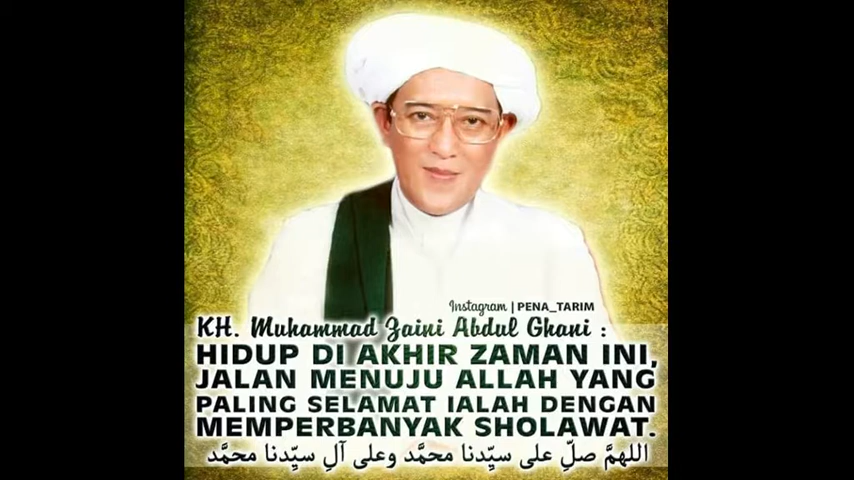 Instagram | PENA_TARIM
KH. Muhammad Zaini Abdul Ghani :
HIDUP DI AKHIR ZAMAN INI,
JALAN MENUJU ALLAH YANG
PALING SELAMAT IALAH DENGAN
MEMPERBANYAK SHOLAWAT.
اللهمَّ صلِّ على سيِّدنا محمَّد وعلى آلِ سيِّدنا محمَّد